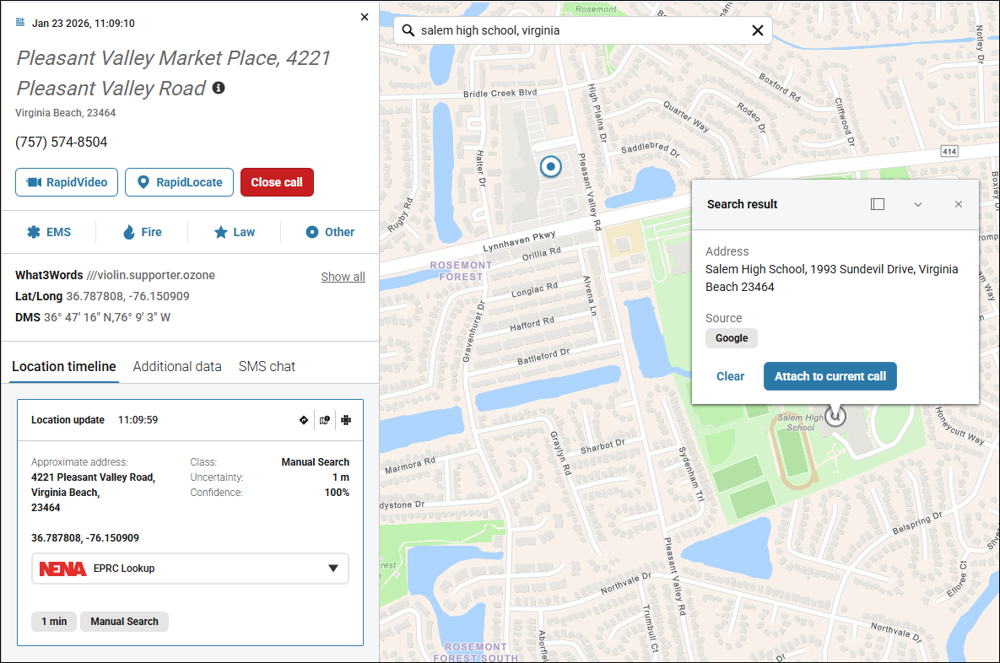 Jan 23 2026, 11:09:10
Pleasant Valley Market Place, 4221
Pleasant Valley Road
Virginia Beach, 23464
(757) 574-8504
RapidVideo
RapidLocate
Close call
EMS
Fire
Law
Other
What3Words ///violin.supporter.ozone
Show all
Lat/Long 36.787808, -76.150909
DMS 36° 47' 16" N,76° 9' 3" W
Location timeline
Additional data
SMS chat
Location update 11:09:59
Approximate address:
4221 Pleasant Valley Road,
Virginia Beach,
23464
Class: Manual Search
Uncertainty: 1 m
Confidence: 100%
36.787808, -76.150909
NENA EPRC Lookup
1 min
Manual Search
salem high school, virginia
Rosemont
Bridle Creek Blvd
High Plains Dr
Boxford Rd
Notley Dr
Quarter Way
Rodeo Dr
Cliffwood Dr
Saddlebred Dr
414
Halter Dr
Pleasant Valley Rd
Rugby Rd
Boxley
Lynnhaven Pkwy
Orillia Rd
ROSEMONT
FOREST
Longlac Rd
Alvena Ln
Hafford Rd
Gravenhurst Dr
Battleford Dr
Search result
Address
Salem High School, 1993 Sundevil Drive, Virginia
Beach 23464
Source
Google
Clear
Attach to current call
Salem High
School
Honeycutt Way
Graylyn Rd
Sharbot Dr
Marmora Rd
Sydenham Trl
dystone Dr
Belspring Dr
Pleasant Valley Rd
Northvale Dr
Elloree Ct
Trumbull Ct
Northvale Dr
ROSEMONT
FOREST SOUTH